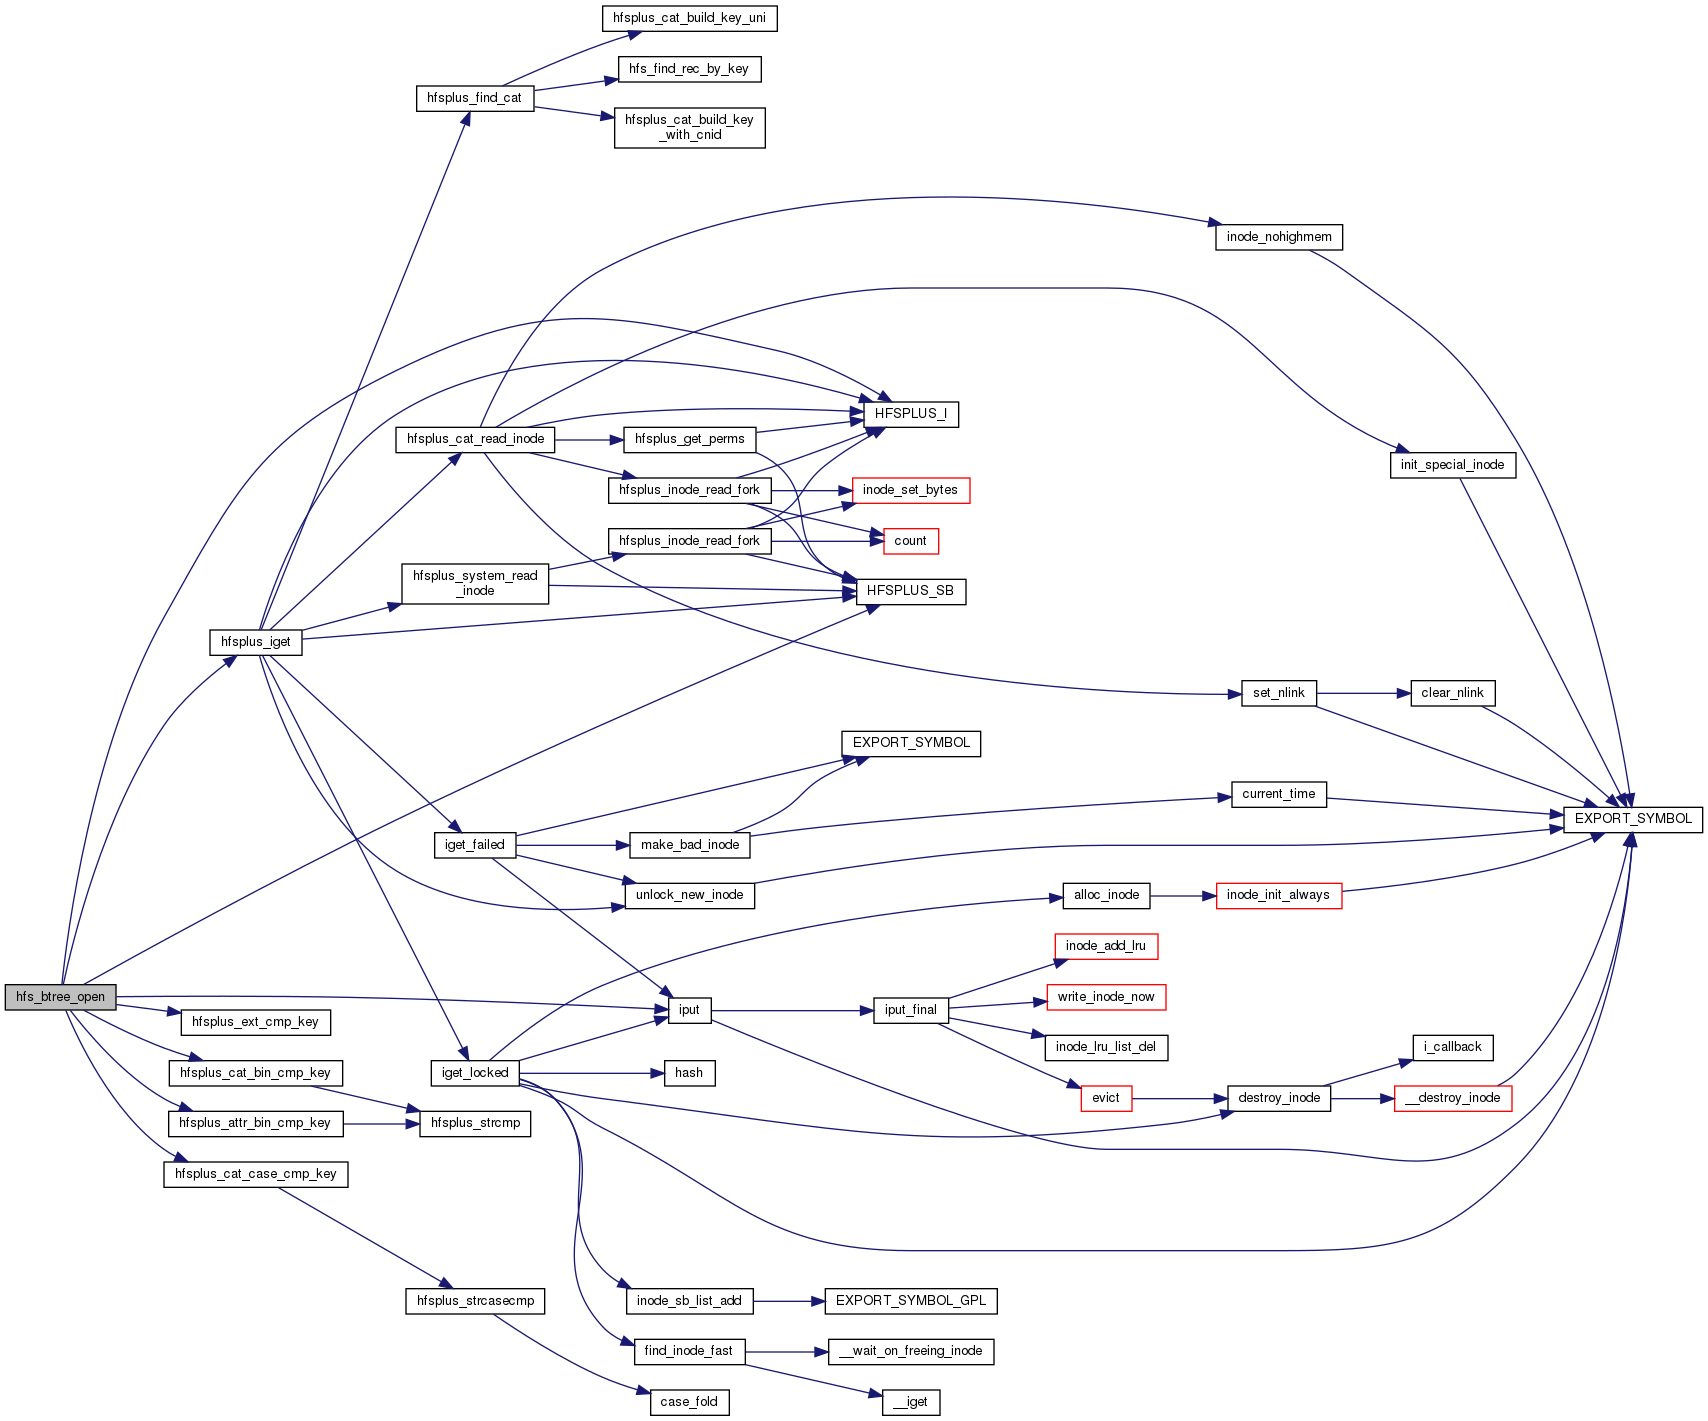 hfsplus_cat_build_key_uni
hfs_find_rec_by_key
hfsplus_find_cat
hfsplus_cat_build_key
_with_cnid
inode_nohighmem
HFSPLUS_I
hfsplus_cat_read_inode
hfsplus_get_perms
init_special_inode
hfsplus_inode_read_fork
inode_set_bytes
hfsplus_inode_read_fork
count
hfsplus_system_read
_inode
HFSPLUS_SB
hfsplus_iget
set_nlink
clear_nlink
EXPORT_SYMBOL
current_time
EXPORT_SYMBOL
iget_failed
make_bad_inode
unlock_new_inode
alloc_inode
inode_init_always
inode_add_lru
hfs_btree_open
write_inode_now
iput
iput_final
hfsplus_ext_cmp_key
inode_lru_list_del
i_callback
hfsplus_cat_bin_cmp_key
iget_locked
hash
evict
destroy_inode
__destroy_inode
hfsplus_attr_bin_cmp_key
hfsplus_strcmp
hfsplus_cat_case_cmp_key
hfsplus_strcasecmp
inode_sb_list_add
EXPORT_SYMBOL_GPL
find_inode_fast
__wait_on_freeing_inode
case_fold
__iget